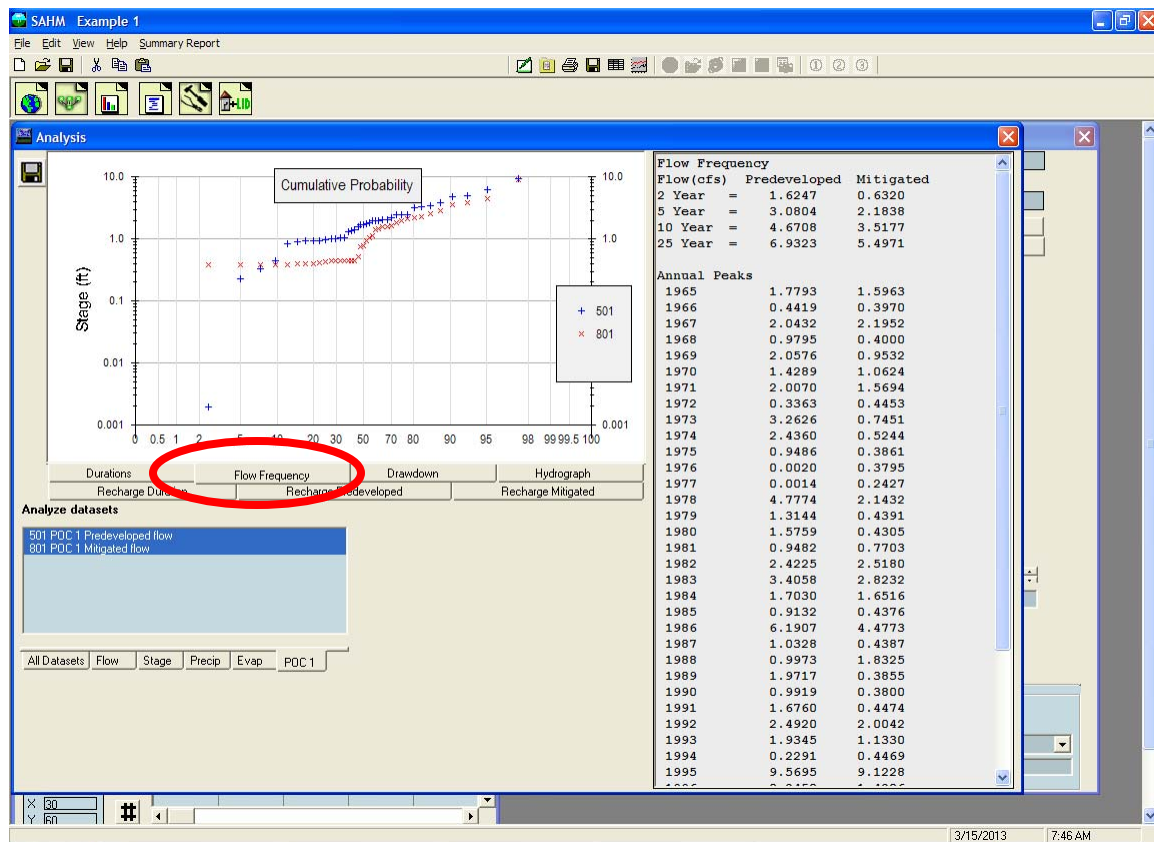 SAHM Example 1
File Edit View Help Summary Report
+LID
① ② ③
Analysis
Cumulative Probability
10.0
1.0
0.1
0.01
0.001
Stage (ft)
10.0
1.0
0.001
501
801
0 0.5 1 2 5 10 20 30 50 70 80 90 95 98 99 99.5 100
Durations Flow Frequency Drawdown Hydrograph
Recharge Duration Recharge Predeveloped Recharge Mitigated
Analyze datasets
501 POC 1 Predeveloped flow
801 POC 1 Mitigated flow
All Datasets Flow Stage Precip Evap POC 1
Flow Frequency
Flow(cfs) Predeveloped Mitigated
2 Year = 1.6247 0.6320
5 Year = 3.0804 2.1838
10 Year = 4.6708 3.5177
25 Year = 6.9323 5.4971
Annual Peaks
1965 1.7793 1.5963
1966 0.4419 0.3970
1967 2.0432 2.1952
1968 0.9795 0.4000
1969 2.0576 0.9532
1970 1.4289 1.0624
1971 2.0070 1.5694
1972 0.3363 0.4453
1973 3.2626 0.7451
1974 2.4360 0.5244
1975 0.9486 0.3861
1976 0.0020 0.3795
1977 0.0014 0.2427
1978 4.7774 2.1432
1979 1.3144 0.4391
1980 1.5759 0.4305
1981 0.9482 0.7703
1982 2.4225 2.5180
1983 3.4058 2.8232
1984 1.7030 1.6516
1985 0.9132 0.4376
1986 6.1907 4.4773
1987 1.0328 0.4387
1988 0.9973 1.8325
1989 1.9717 0.3855
1990 0.9919 0.3800
1991 1.6760 0.4474
1992 2.4920 2.0042
1993 1.9345 1.1330
1994 0.2291 0.4469
1995 9.5695 9.1228
X 30
Y 60
3/15/2013 7:46 AM